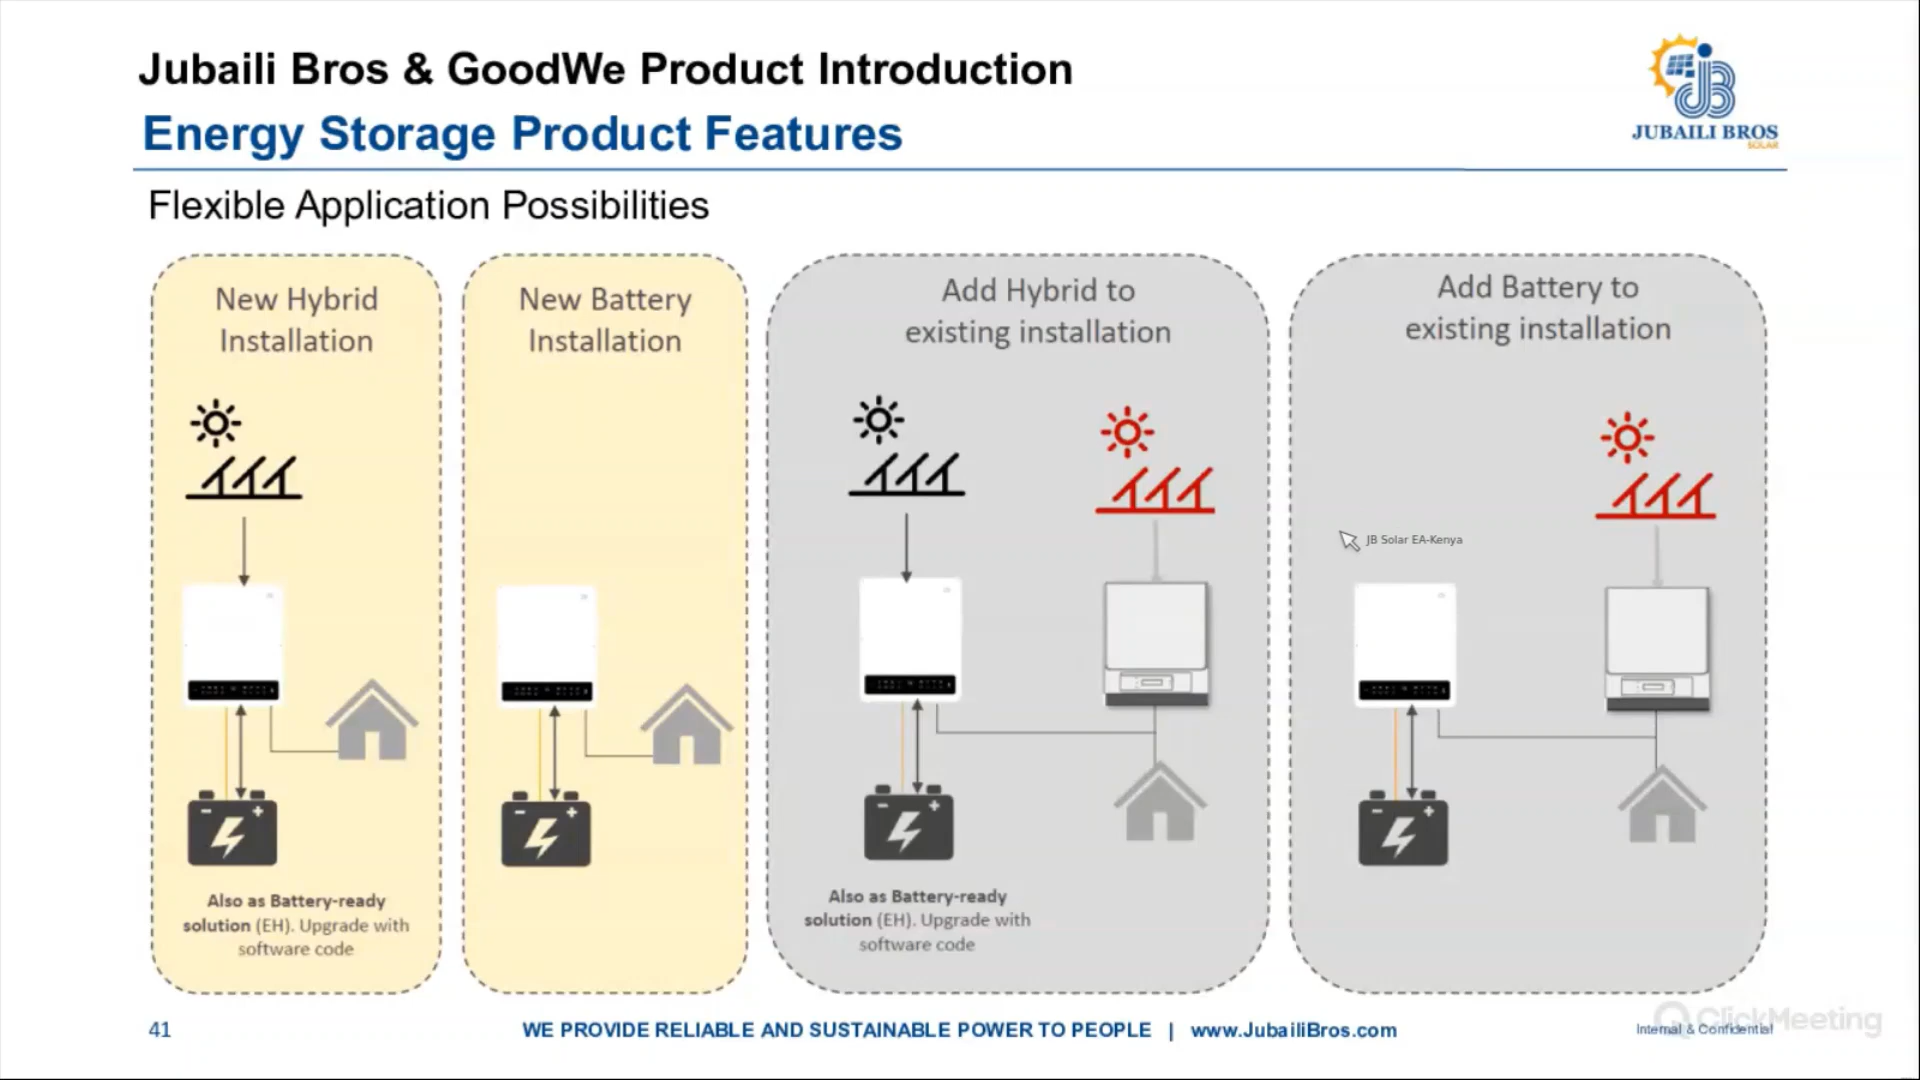 Jubaili Bros & GoodWe Product Introduction
Energy Storage Product Features
JB
JUBAILI BROS
SOLAR
Flexible Application Possibilities
New Hybrid
Installation
New Battery
Installation
Add Hybrid to
existing installation
Add Battery to
existing installation
JB Solar EA-Kenya
Also as Battery-ready
solution (EH). Upgrade with
software code
Also as Battery-ready
solution (EH). Upgrade with
software code
41
WE PROVIDE RELIABLE AND SUSTAINABLE POWER TO PEOPLE | www.JubailiBros.com
Internal & Confidential
ClickMeeting